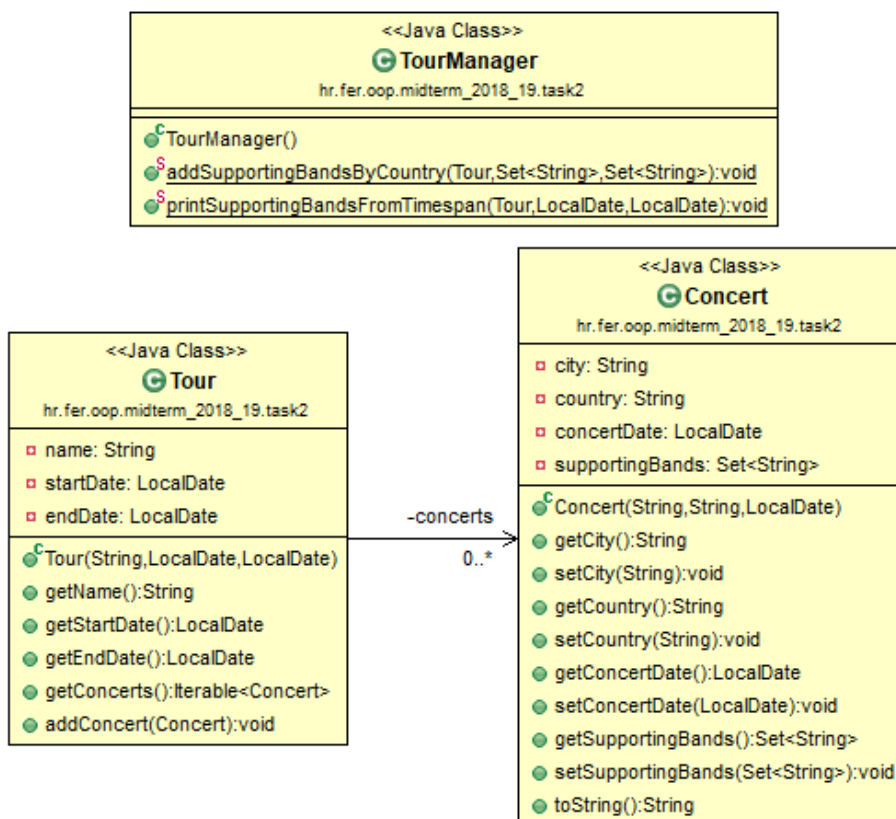 <<Java Class>>
TourManager
hr.fer.oop.midterm_2018_19.task2
TourManager()
addSupportingBandsByCountry(Tour,Set<String>,Set<String>):void
printSupportingBandsFromTimespan(Tour,LocalDate,LocalDate):void
<<Java Class>>
Tour
hr.fer.oop.midterm_2018_19.task2
name: String
startDate: LocalDate
endDate: LocalDate
Tour(String,LocalDate,LocalDate)
getName():String
getStartDate():LocalDate
getEndDate():LocalDate
getConcerts():Iterable<Concert>
addConcert(Concert):void
-concerts
0..*
<<Java Class>>
Concert
hr.fer.oop.midterm_2018_19.task2
city: String
country: String
concertDate: LocalDate
supportingBands: Set<String>
Concert(String,String,LocalDate)
getCity():String
setCity(String):void
getCountry():String
setCountry(String):void
getConcertDate():LocalDate
setConcertDate(LocalDate):void
getSupportingBands():Set<String>
setSupportingBands(Set<String>):void
toString():String